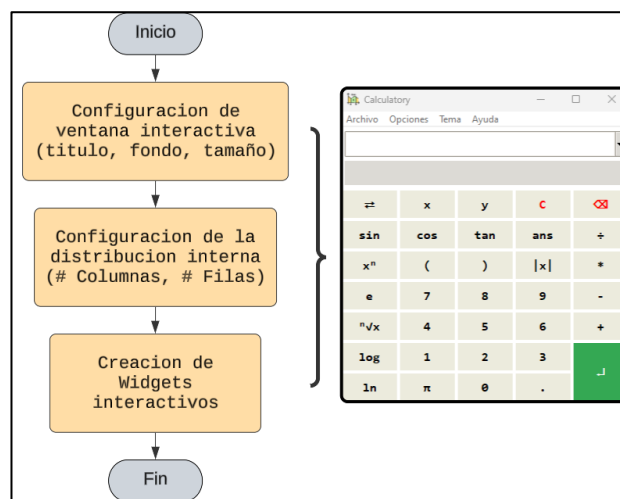 Inicio
Configuracion de
ventana interactiva
(titulo, fondo, tamaño)
Configuracion de la
distribucion interna
(# Columnas, # Filas)
Creacion de
Widgets
interactivos
Fin
Calculatory
Archivo Opciones Tema Ayuda
⇄ x y C ⌫
sin cos tan ans ÷
xⁿ ( ) |x| *
e 7 8 9 -
ⁿ√x 4 5 6 +
log 1 2 3 ↵
ln π 0 .